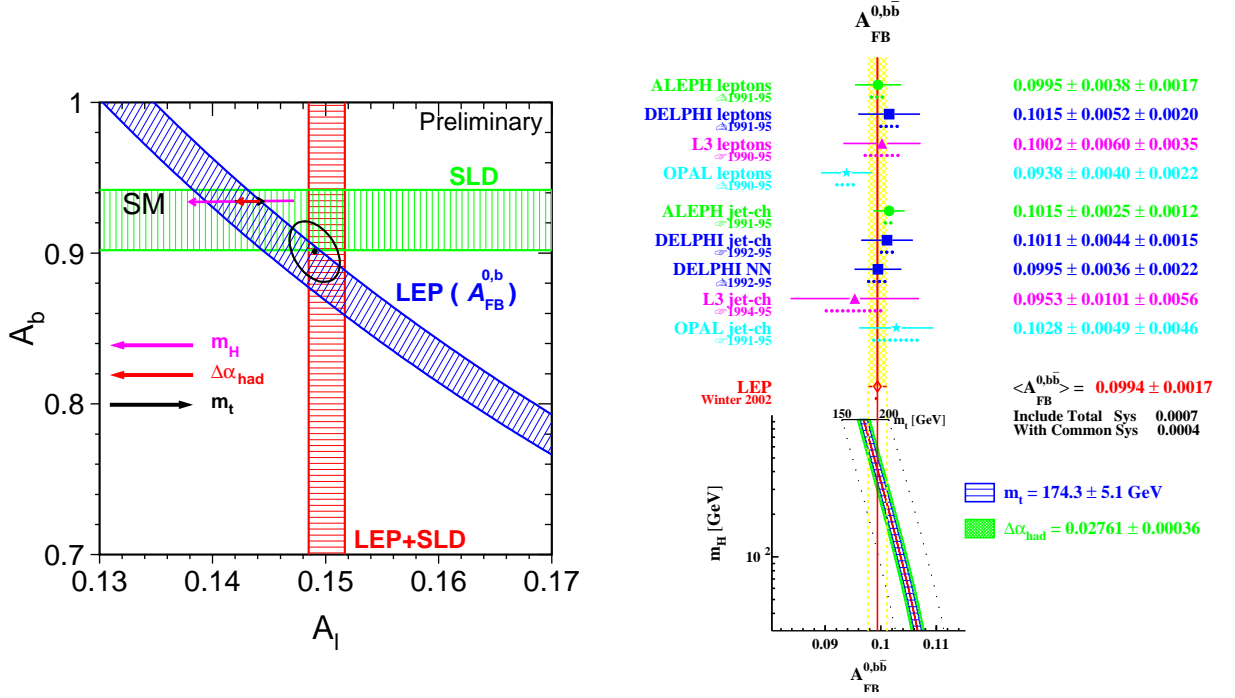 1
0.9
0.8
0.7
0.13
0.14
0.15
0.16
0.17
A_b
A_l
Preliminary
SLD
SM
LEP ( A_FB^0,b )
m_H
Δα_had
m_t
LEP+SLD
A_FB^0,bb̄
ALEPH leptons
1991-95
0.0995 ± 0.0038 ± 0.0017
DELPHI leptons
1991-95
0.1015 ± 0.0052 ± 0.0020
L3 leptons
1990-95
0.1002 ± 0.0060 ± 0.0035
OPAL leptons
1990-95
0.0938 ± 0.0040 ± 0.0022
ALEPH jet-ch
1991-95
0.1015 ± 0.0025 ± 0.0012
DELPHI jet-ch
1992-95
0.1011 ± 0.0044 ± 0.0015
DELPHI NN
1992-95
0.0995 ± 0.0036 ± 0.0022
L3 jet-ch
1994-95
0.0953 ± 0.0101 ± 0.0056
OPAL jet-ch
1991-95
0.1028 ± 0.0049 ± 0.0046
LEP
Winter 2002
<A_FB^0,bb̄> = 0.0994 ± 0.0017
Include Total Sys 0.0007
With Common Sys 0.0004
150
200
m_t [GeV]
m_H [GeV]
10^2
m_t = 174.3 ± 5.1 GeV
Δα_had = 0.02761 ± 0.00036
0.09
0.1
0.11
A_FB^0,bb̄